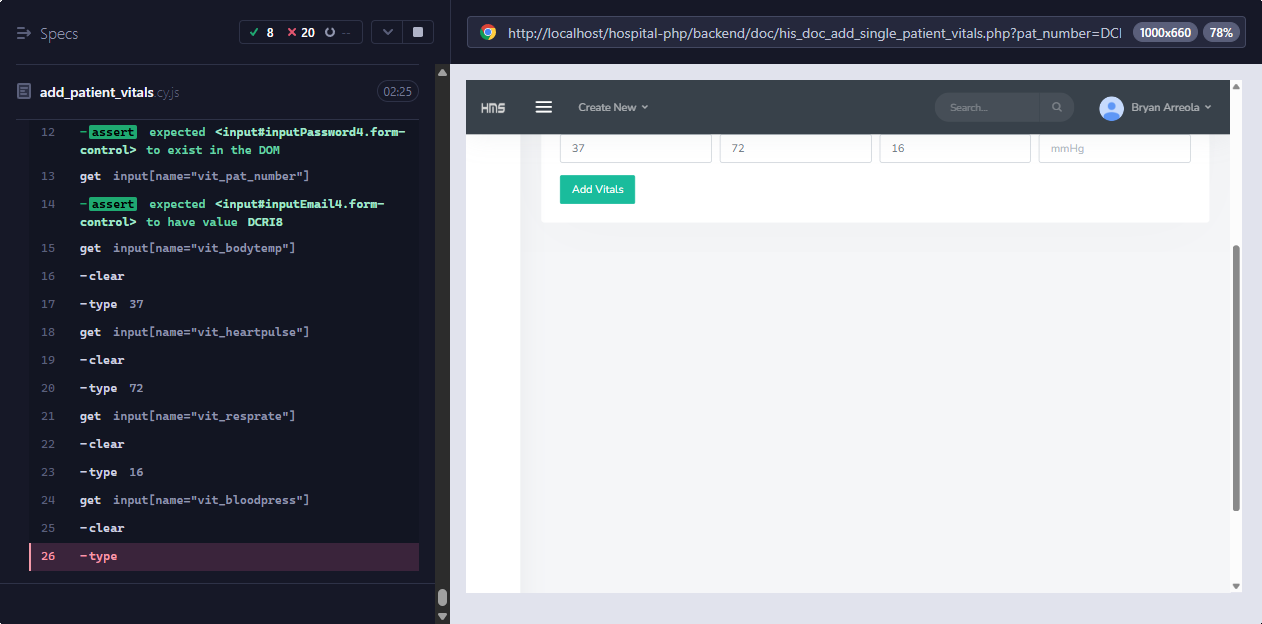 Specs
8 20 --
add_patient_vitals.cy.js 02:25
12 -assert expected <input#inputPassword4.form-
control> to exist in the DOM
13 get input[name="vit_pat_number"]
14 -assert expected <input#inputEmail4.form-
control> to have value DCRI8
15 get input[name="vit_bodytemp"]
16 -clear
17 -type 37
18 get input[name="vit_heartpulse"]
19 -clear
20 -type 72
21 get input[name="vit_resprate"]
22 -clear
23 -type 16
24 get input[name="vit_bloodpress"]
25 -clear
26 -type
http://localhost/hospital-php/backend/doc/his_doc_add_single_patient_vitals.php?pat_number=DCI 1000x660 78%
HMS Create New Search... Bryan Arreola
37 72 16 mmHg
Add Vitals